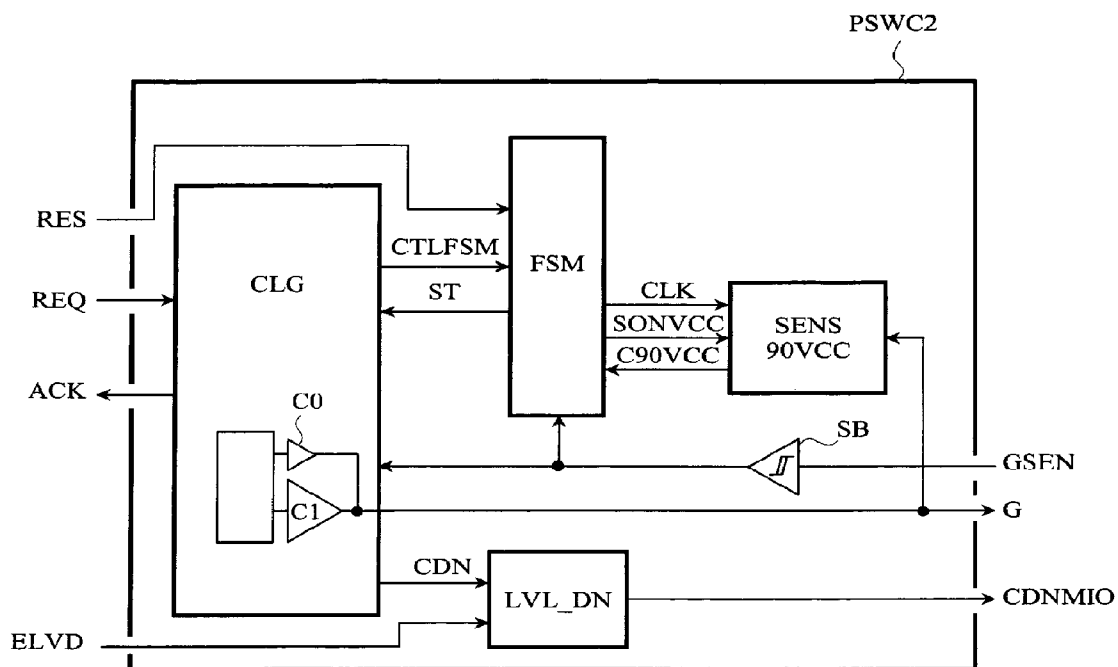 PSWC2
RES
CTLFSM
FSM
CLG
REQ
ST
CLK
SENS
90VCC
SONVCC
C90VCC
ACK
C0
SB
GSEN
C1
G
CDN
LVL_DN
CDNMIO
ELVD